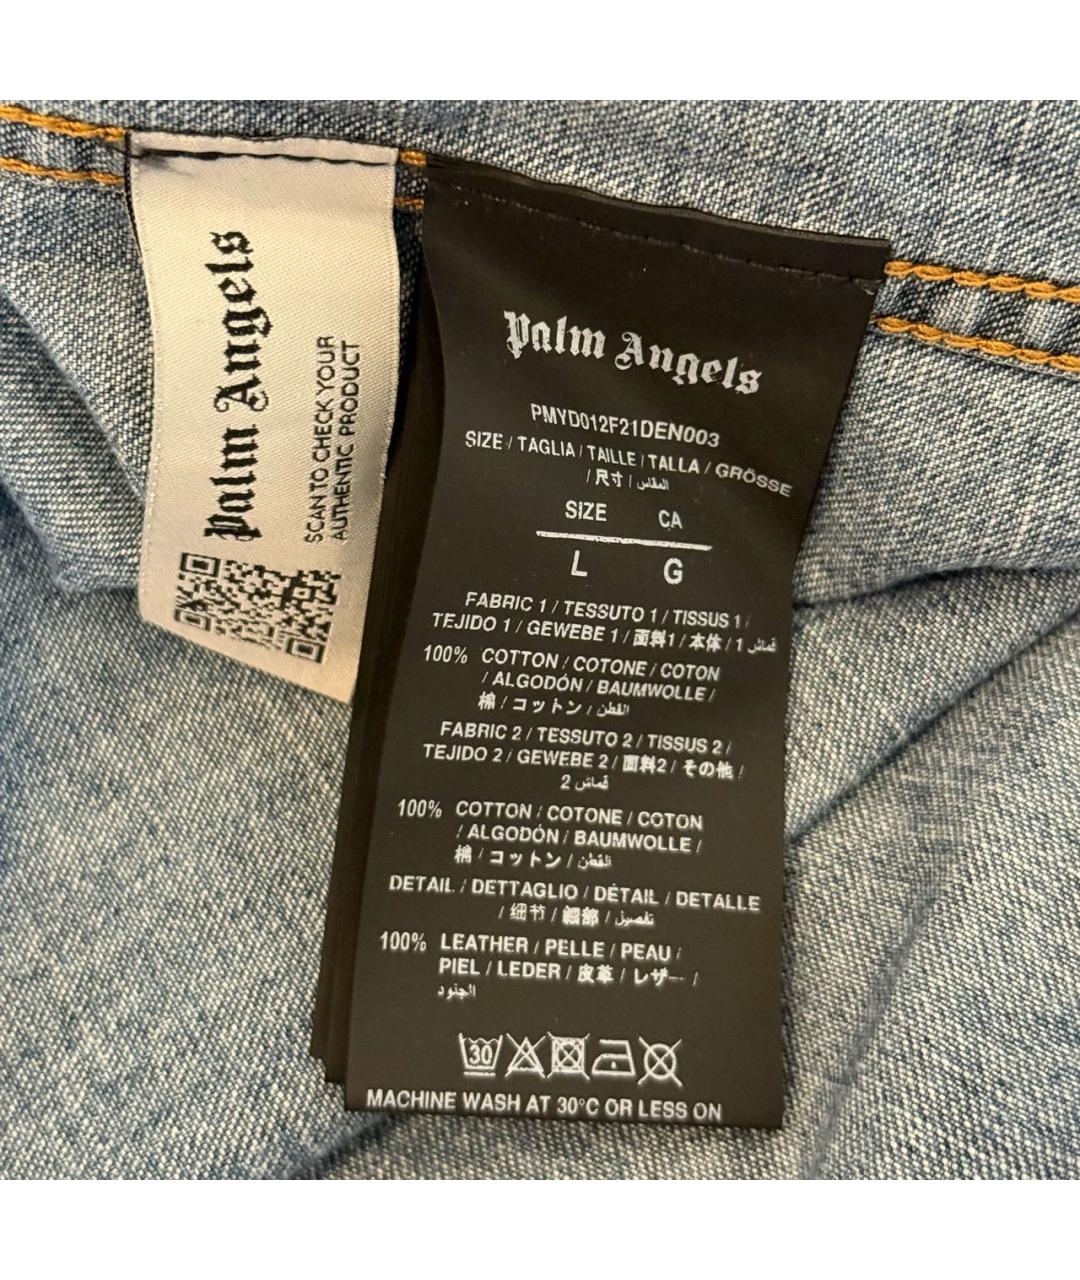 Palm Angels
SCAN TO CHECK YOUR
AUTHENTIC PRODUCT
Palm Angels
PMYD012F21DEN003
SIZE / TAGLIA / TAILLE / TALLA / GRÖSSE
/ 尺寸 / المقاس
SIZE CA
L G
FABRIC 1 / TESSUTO 1 / TISSUS 1 /
TEJIDO 1 / GEWEBE 1 / 面料1 / 本体 / قماش 1
100% COTTON / COTONE / COTON
/ ALGODÓN / BAUMWOLLE /
棉 / コットン / القطن
FABRIC 2 / TESSUTO 2 / TISSUS 2 /
TEJIDO 2 / GEWEBE 2 / 面料2 / その他 /
قماش 2
100% COTTON / COTONE / COTON
/ ALGODÓN / BAUMWOLLE /
棉 / コットン / القطن
DETAIL / DETTAGLIO / DÉTAIL / DETALLE
/ 细节 / 細部 / تفصيل
100% LEATHER / PELLE / PEAU /
PIEL / LEDER / 皮革 / レザー /
الجنود
30
MACHINE WASH AT 30°C OR LESS ON